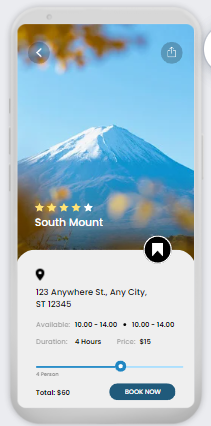 South Mount
123 Anywhere St., Any City,
ST 12345
Available: 10.00 - 14.00 • 10.00 - 14.00
Duration: 4 Hours Price: $15
4 Person
Total: $60 BOOK NOW